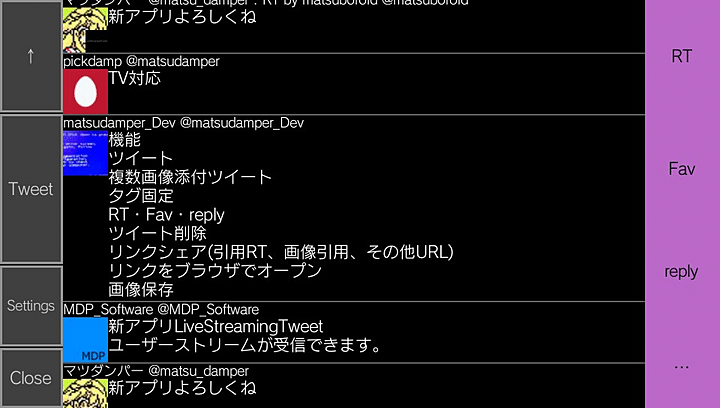 ↑
Tweet
Settings
Close
マツダンパー @matsu_damper : RT by matsuboroid @matsuboroid
新アプリよろしくね
pickdamp @matsudamper
TV対応
matsudamper_Dev @matsudamper_Dev
機能
ツイート
複数画像添付ツイート
タグ固定
RT・Fav・reply
ツイート削除
リンクシェア(引用RT、画像引用、その他URL)
リンクをブラウザでオープン
画像保存
MDP_Software @MDP_Software
MDP
新アプリLiveStreamingTweet
ユーザーストリームが受信できます。
マツダンパー @matsu_damper
新アプリよろしくね
RT
Fav
reply
...